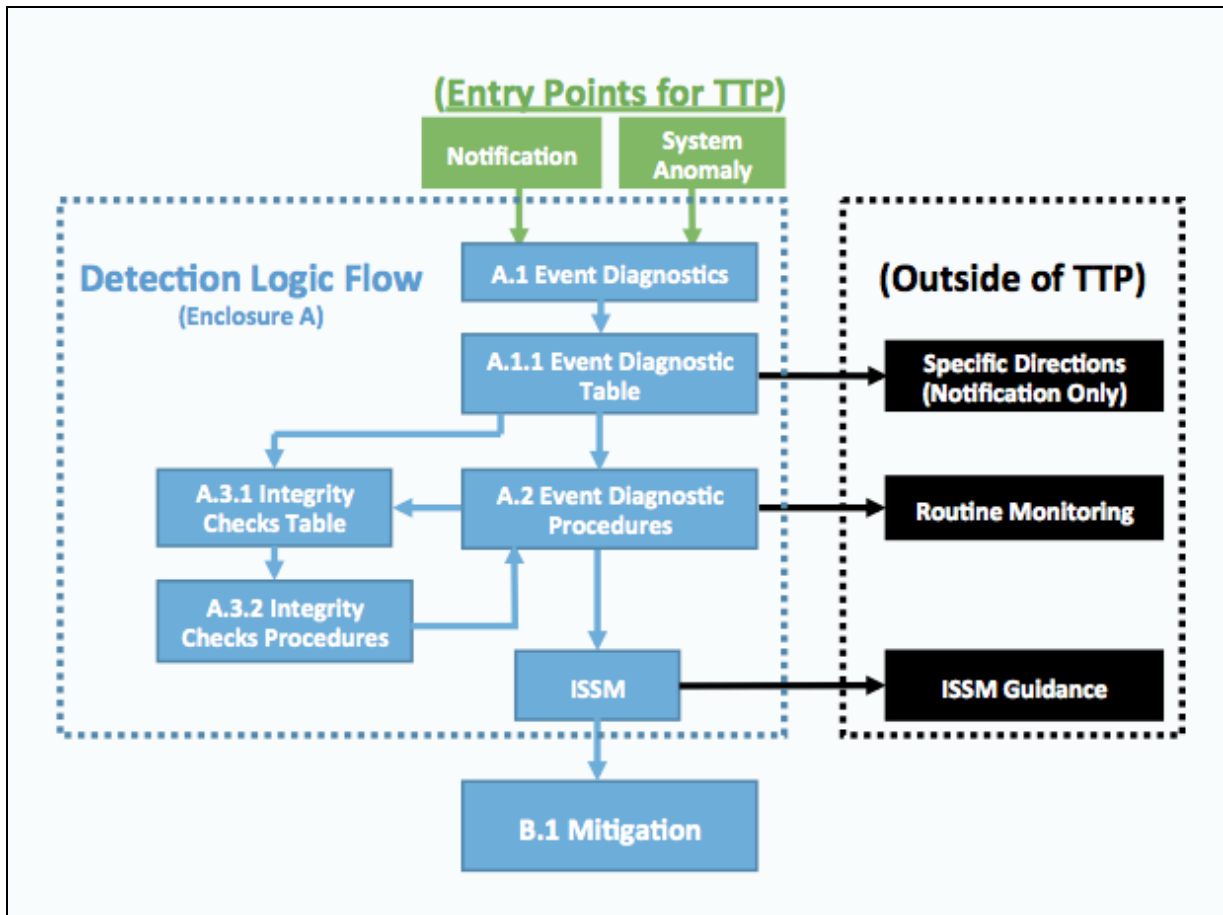 (Entry Points for TTP)
Notification
System
Anomaly
Detection Logic Flow
(Enclosure A)
A.1 Event Diagnostics
(Outside of TTP)
A.1.1 Event Diagnostic
Table
Specific Directions
(Notification Only)
A.3.1 Integrity
Checks Table
A.2 Event Diagnostic
Procedures
Routine Monitoring
A.3.2 Integrity
Checks Procedures
ISSM
ISSM Guidance
B.1 Mitigation